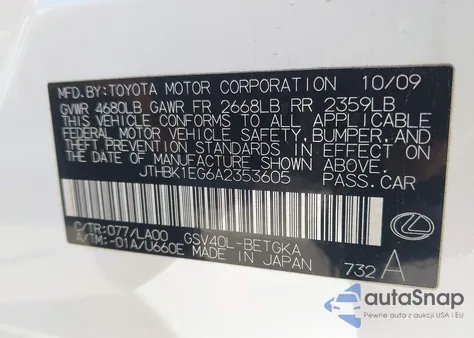 MFD.BY:TOYOTA MOTOR CORPORATION 10/09
GVWR 4680LB GAWR FR 2668LB RR 2359LB
THIS VEHICLE CONFORMS TO ALL APPLICABLE
FEDERAL MOTOR VEHICLE SAFETY,BUMPER,AND
THEFT PREVENTION STANDARDS IN EFFECT ON
THE DATE OF MANUFACTURE SHOWN ABOVE.
JTHBK1EG6A2353605 PASS.CAR
C/TR:077/LA00 GSV40L-BETGKA
A/TM:-01A/U660E MADE IN JAPAN
732 A
autoSnap
Pewne auta z aukcji USA i EU